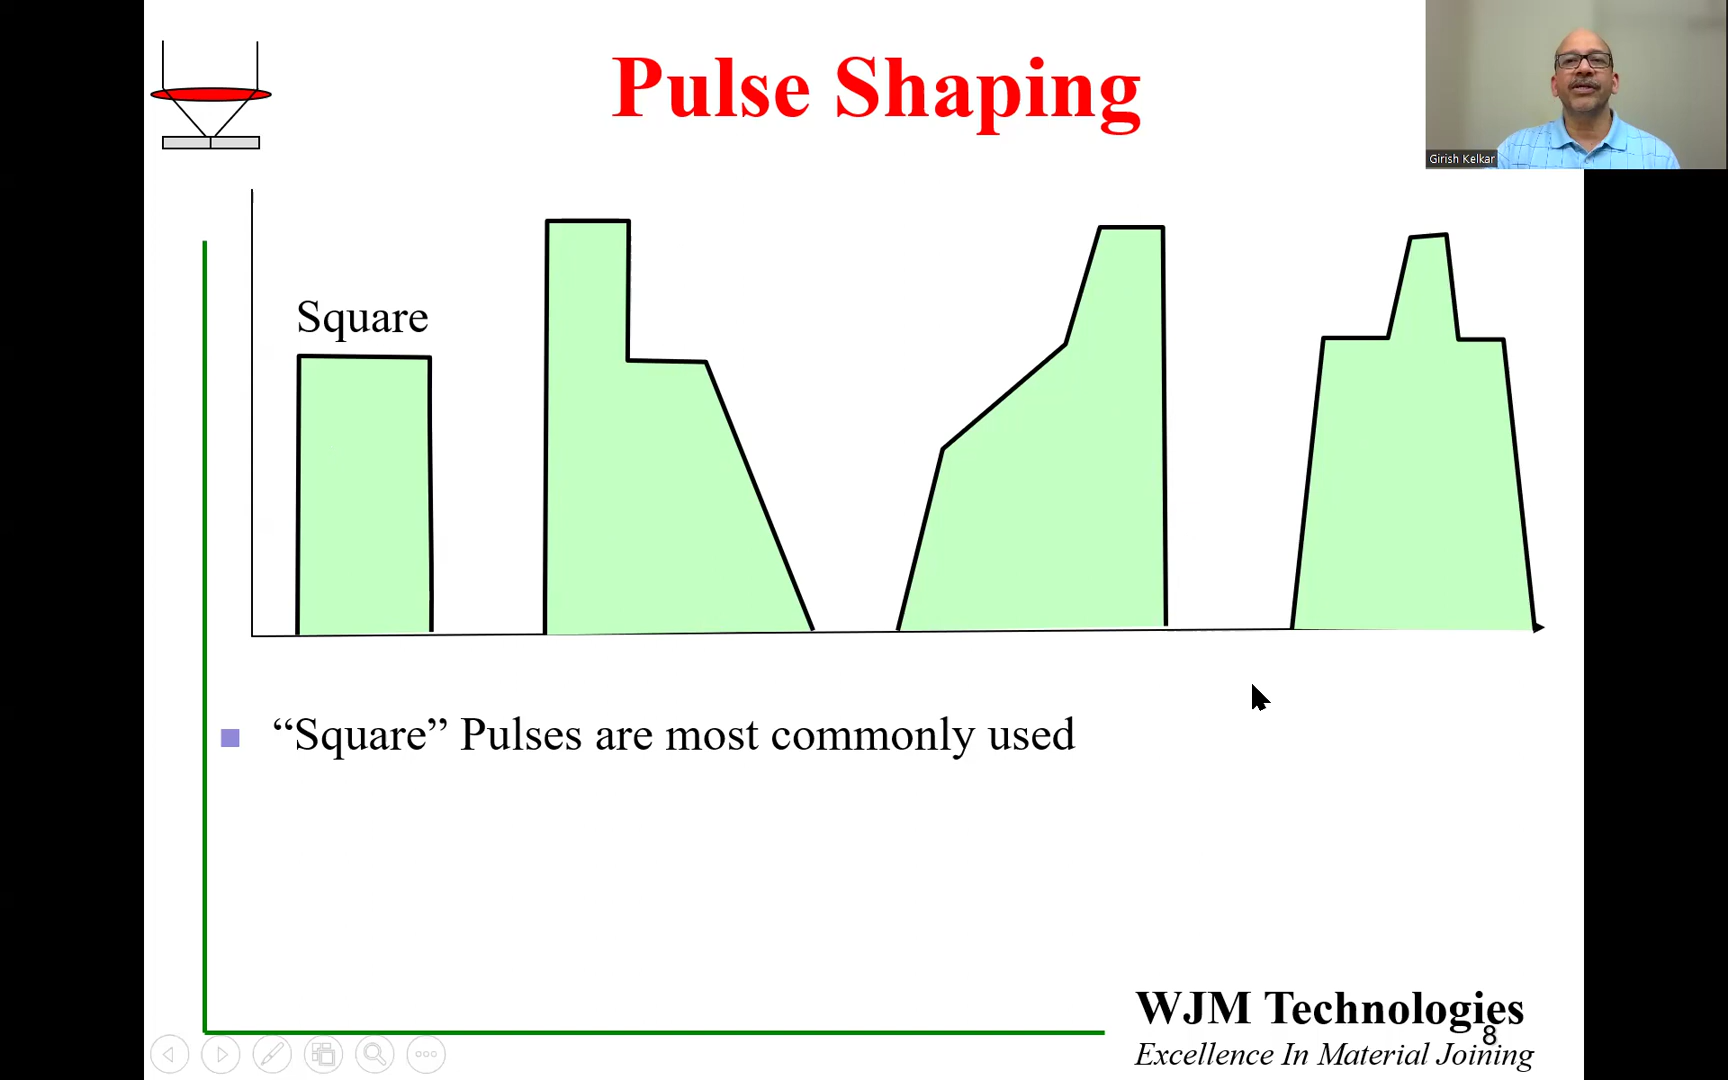 Pulse Shaping
Girish Kelkar
Square
“Square” Pulses are most commonly used
WJM Technologies
8
Excellence In Material Joining